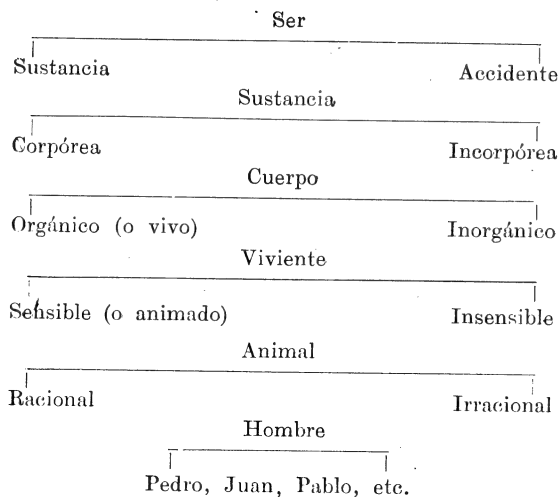 Ser
Sustancia Accidente
Sustancia
Corpórea Incorpórea
Cuerpo
Orgánico (o vivo) Inorgánico
Viviente
Sensible (o animado) Insensible
Animal
Racional Irracional
Hombre
Pedro, Juan, Pablo, etc.